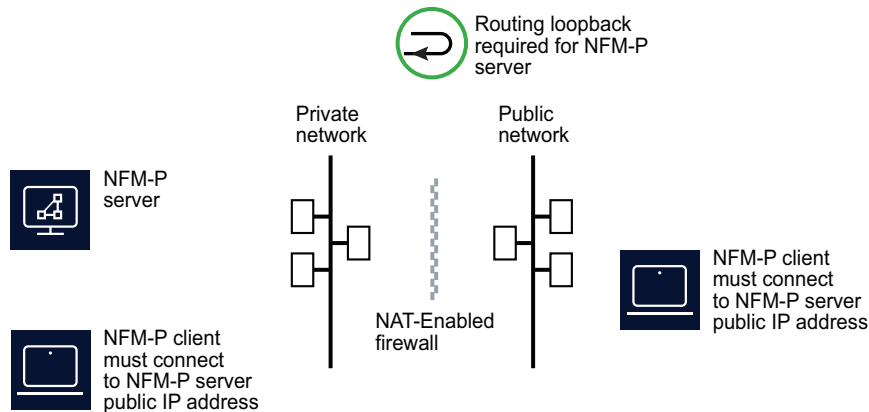 Routing loopback
required for NFM-P
server
Private
network
Public
network
NFM-P
server
NFM-P client
must connect
to NFM-P server
public IP address
NAT-Enabled
firewall
NFM-P client
must connect
to NFM-P server
public IP address